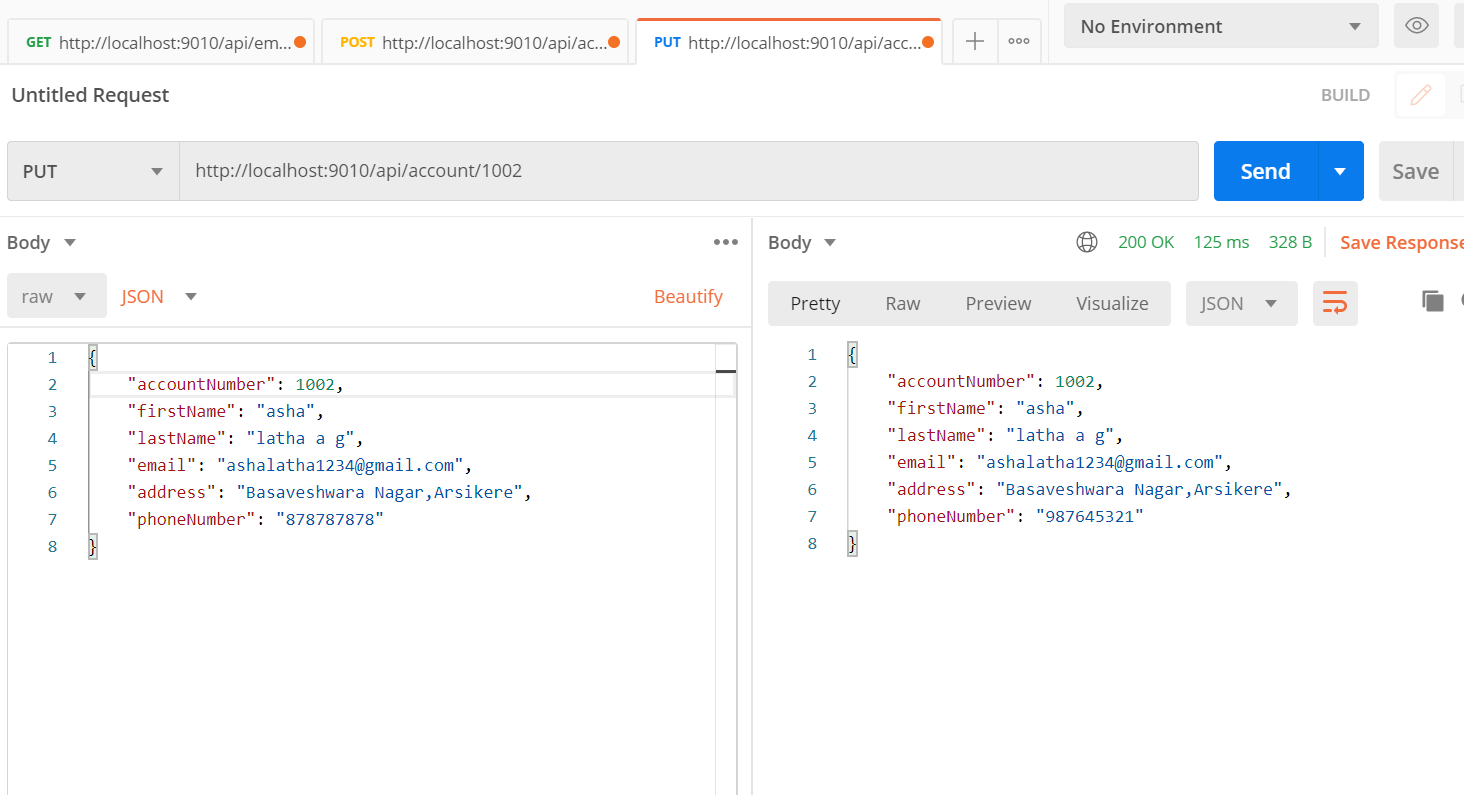 GET http://localhost:9010/api/em... POST http://localhost:9010/api/ac... PUT http://localhost:9010/api/acc... No Environment
Untitled Request BUILD
PUT http://localhost:9010/api/account/1002 Send Save
Body
raw JSON Beautify
1 {
2 "accountNumber": 1002,
3 "firstName": "asha",
4 "lastName": "latha a g",
5 "email": "ashalatha1234@gmail.com",
6 "address": "Basaveshwara Nagar,Arsikere",
7 "phoneNumber": "878787878"
8 }
Body 200 OK 125 ms 328 B Save Response
Pretty Raw Preview Visualize JSON
1 {
2 "accountNumber": 1002,
3 "firstName": "asha",
4 "lastName": "latha a g",
5 "email": "ashalatha1234@gmail.com",
6 "address": "Basaveshwara Nagar,Arsikere",
7 "phoneNumber": "987645321"
8 }